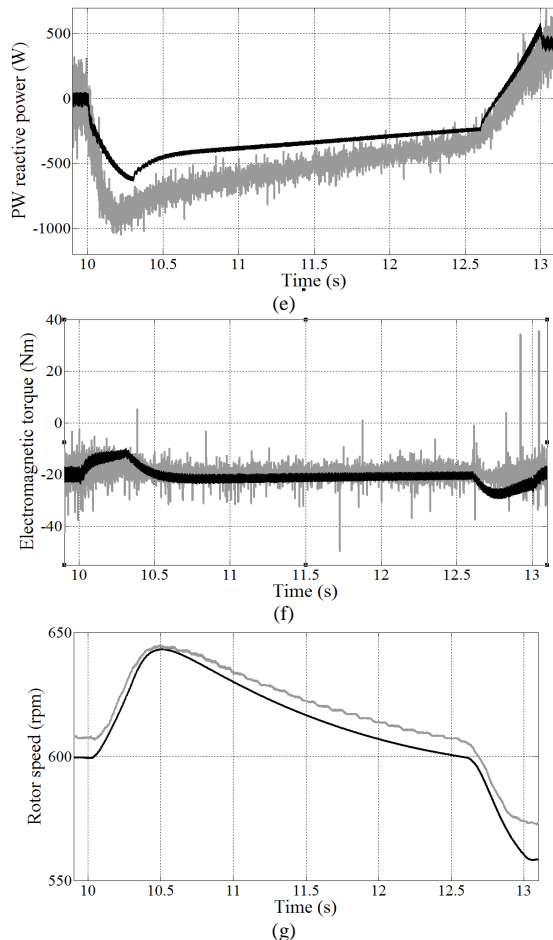 PW reactive power (W)
500
0
-500
-1000
10 10.5 11 11.5 12 12.5 13
Time (s)
(e)
Electromagnetic torque (Nm)
40
20
0
-20
-40
10 10.5 11 11.5 12 12.5 13
Time (s)
(f)
Rotor speed (rpm)
650
600
550
10 10.5 11 11.5 12 12.5 13
Time (s)
(g)